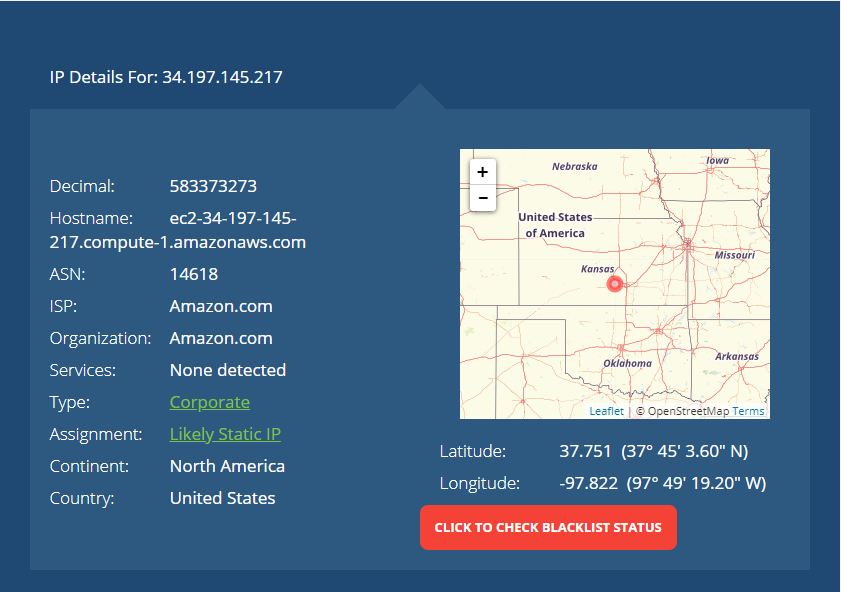 IP Details For: 34.197.145.217
Decimal: 583373273
Hostname: ec2-34-197-145-
217.compute-1.amazonaws.com
ASN: 14618
ISP: Amazon.com
Organization: Amazon.com
Services: None detected
Type: Corporate
Assignment: Likely Static IP
Continent: North America
Country: United States
+
−
Nebraska
Iowa
United States
of America
Missouri
Kansas
Oklahoma
Arkansas
Leaflet | © OpenStreetMap Terms
Latitude: 37.751 (37° 45' 3.60" N)
Longitude: -97.822 (97° 49' 19.20" W)
CLICK TO CHECK BLACKLIST STATUS